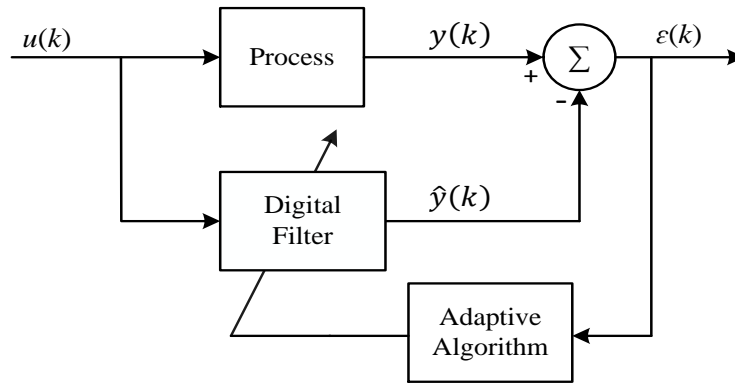 u(k)
Process
y(k)
Σ
ε(k)
+
-
Digital
Filter
ŷ(k)
Adaptive
Algorithm